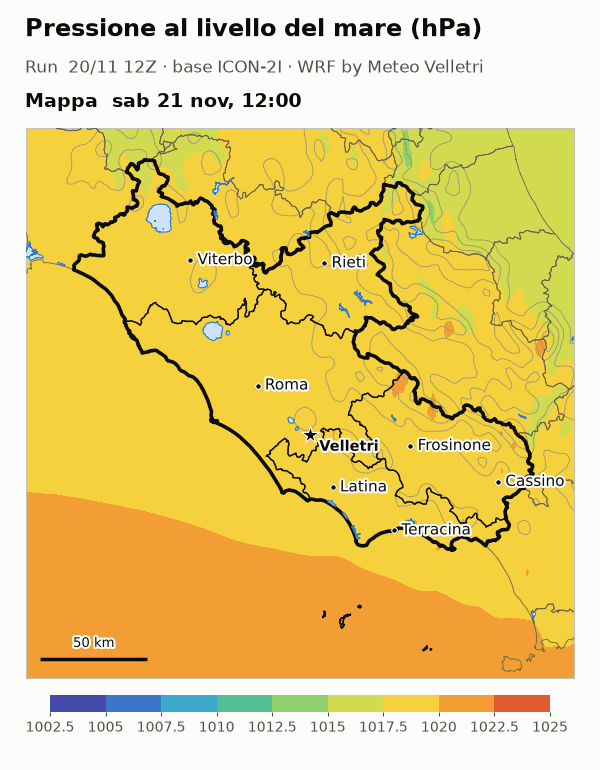 Pressione al livello del mare (hPa)
Run 20/11 12Z · base ICON-2I · WRF by Meteo Velletri
Mappa sab 21 nov, 12:00
Viterbo
Rieti
Roma
Velletri
Frosinone
Cassino
Latina
Terracina
50 km
1002.5 1005 1007.5 1010 1012.5 1015 1017.5 1020 1022.5 1025